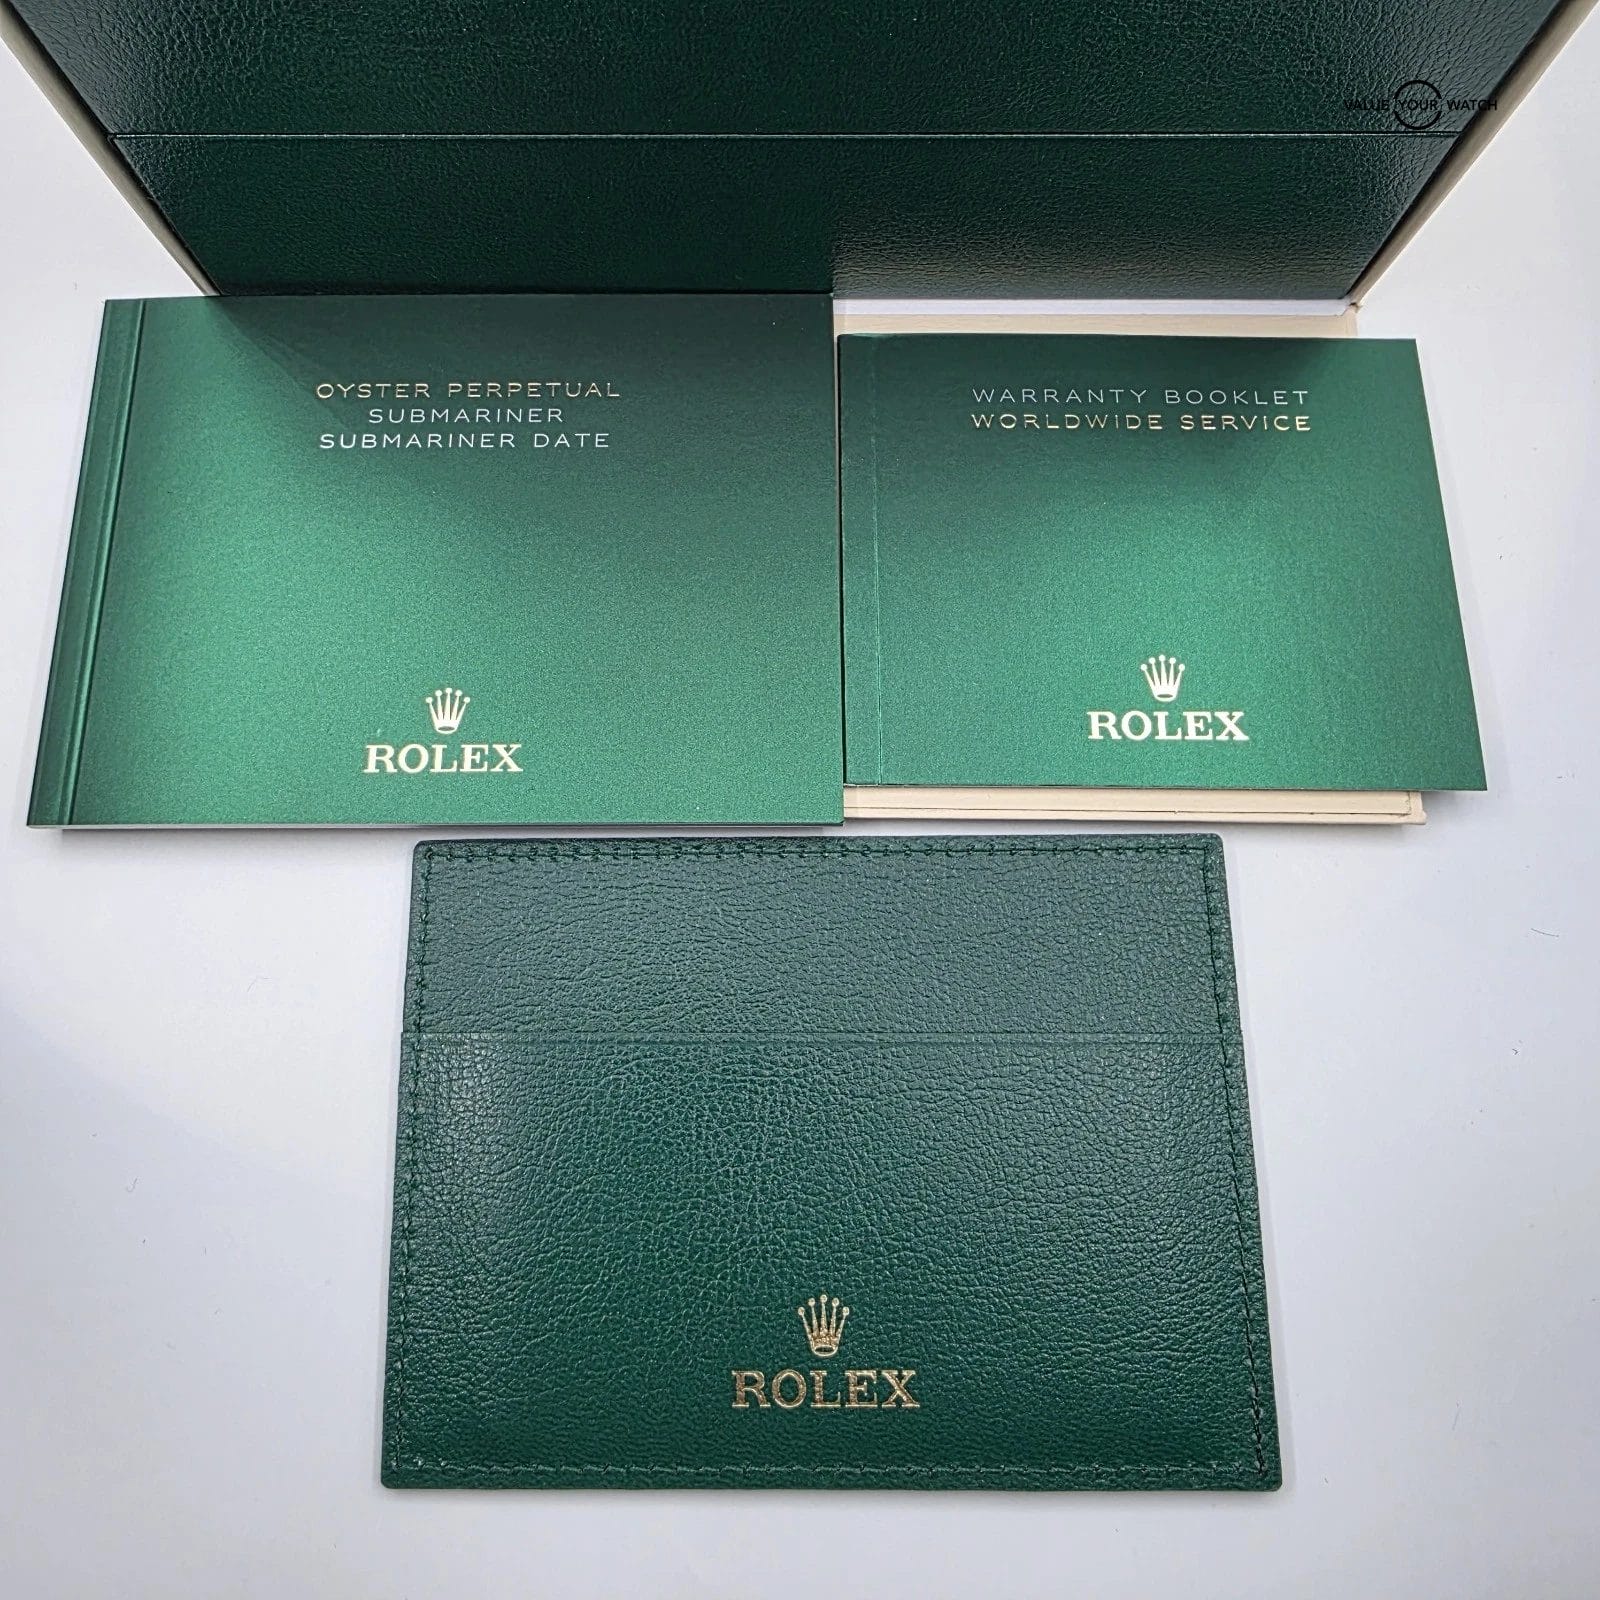 VALUE YOUR WATCH
OYSTER PERPETUAL
SUBMARINER
SUBMARINER DATE
ROLEX
WARRANTY BOOKLET
WORLDWIDE SERVICE
ROLEX
ROLEX